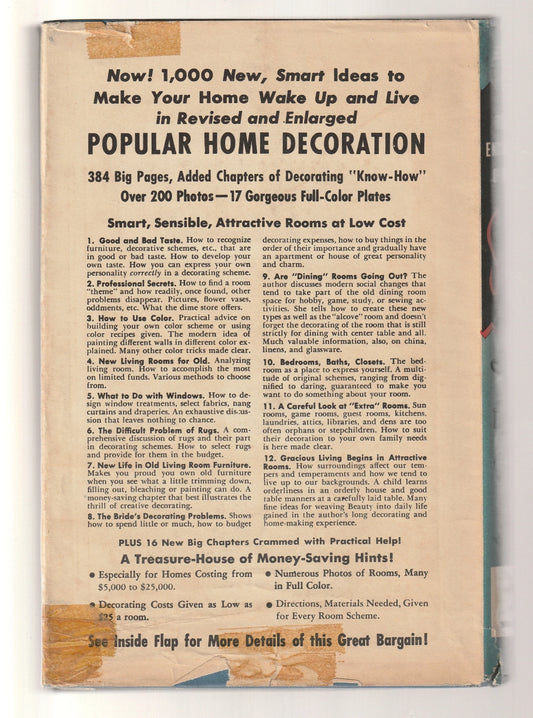 Now! 1,000 New, Smart Ideas to
Make Your Home Wake Up and Live
in Revised and Enlarged
POPULAR HOME DECORATION
384 Big Pages, Added Chapters of Decorating "Know-How"
Over 200 Photos—17 Gorgeous Full-Color Plates
Smart, Sensible, Attractive Rooms at Low Cost
1. Good and Bad Taste. How to recognize
furniture, decorative schemes, etc., that are
in good or bad taste. How to develop your
own taste. How you can express your own
personality correctly in a decorating scheme.
2. Professional Secrets. How to find a room
"theme" and how readily, once found, other
problems disappear. Pictures, flower vases,
oddments, etc. What the dime store offers.
3. How to Use Color. Practical advice on
building your own color scheme or using
color recipes given. The modern idea of
painting different walls in different color ex-
plained. Many other color tricks made clear.
4. New Living Rooms for Old. Analyzing
living room. How to accomplish the most
on limited funds. Various methods to choose
from.
5. What to Do with Windows. How to de-
sign window treatments, select fabrics, hang
curtains and draperies. An exhaustive discus-
sion that leaves nothing to chance.
6. The Difficult Problem of Rugs. A com-
prehensive discussion of rugs and their part
in decorating schemes. How to select rugs
and provide for them in the budget.
7. New Life in Old Living Room Furniture.
Makes you proud you own old furniture
when you see what a little trimming down,
filling out, bleaching or painting can do. A
money-saving chapter that best illustrates the
thrill of creative decorating.
8. The Bride's Decorating Problems. Shows
how to spend little or much, how to budget
decorating expenses, how to buy things in the
order of their importance and gradually have
an apartment or house of great personality
and charm.
9. Are "Dining" Rooms Going Out? The
author discusses modern social changes that
tend to take part of the old dining room
space for hobby, game, study, or sewing ac-
tivities. She tells how to create these new
types as well as the "alcove" room and doesn't
forget the decorating of the room that is still
strictly for dining with center table and all.
Much valuable information, also, on china,
linens, and glassware.
10. Bedrooms, Baths, Closets. The bed-
room as a place to express yourself. A multi-
tude of original schemes, ranging from dig-
nified to daring, guaranteed to make you
want to do something about your room.
11. A Careful Look at "Extra" Rooms. Sun
rooms, game rooms, guest rooms, kitchens,
laundries, attics, libraries, and dens are too
often orphans or stepchildren. How to suit
their decoration to your own family needs
is here made clear.
12. Gracious Living Begins in Attractive
Rooms. How surroundings affect our tem-
pers and temperaments and how we tend to
live up to our backgrounds. A child learns
orderliness in an orderly house and good
table manners at a carefully laid table. Many
fine ideas for weaving Beauty into daily life
gained in the author's long decorating and
home-making experience.
PLUS 16 New Big Chapters Crammed with Practical Help!
A Treasure-House of Money-Saving Hints!
• Especially for Homes Costing from
$5,000 to $25,000.
• Decorating Costs Given as Low as
$25 a room.
• Numerous Photos of Rooms, Many
in Full Color.
• Directions, Materials Needed, Given
for Every Room Scheme.
See Inside Flap for More Details of this Great Bargain!